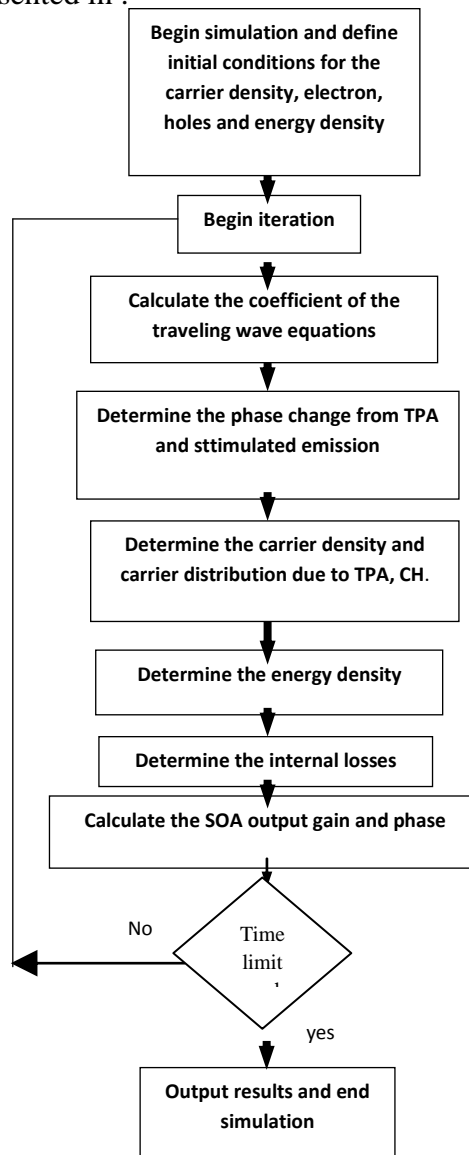 sented in .
Begin simulation and define
initial conditions for the
carrier density, electron,
holes and energy density
Begin iteration
Calculate the coefficient of the
traveling wave equations
Determine the phase change from TPA
and sttimulated emission
Determine the carrier density and
carrier distribution due to TPA, CH.
Determine the energy density
Determine the internal losses
Calculate the SOA output gain and phase
No
Time
limit
yes
Output results and end
simulation